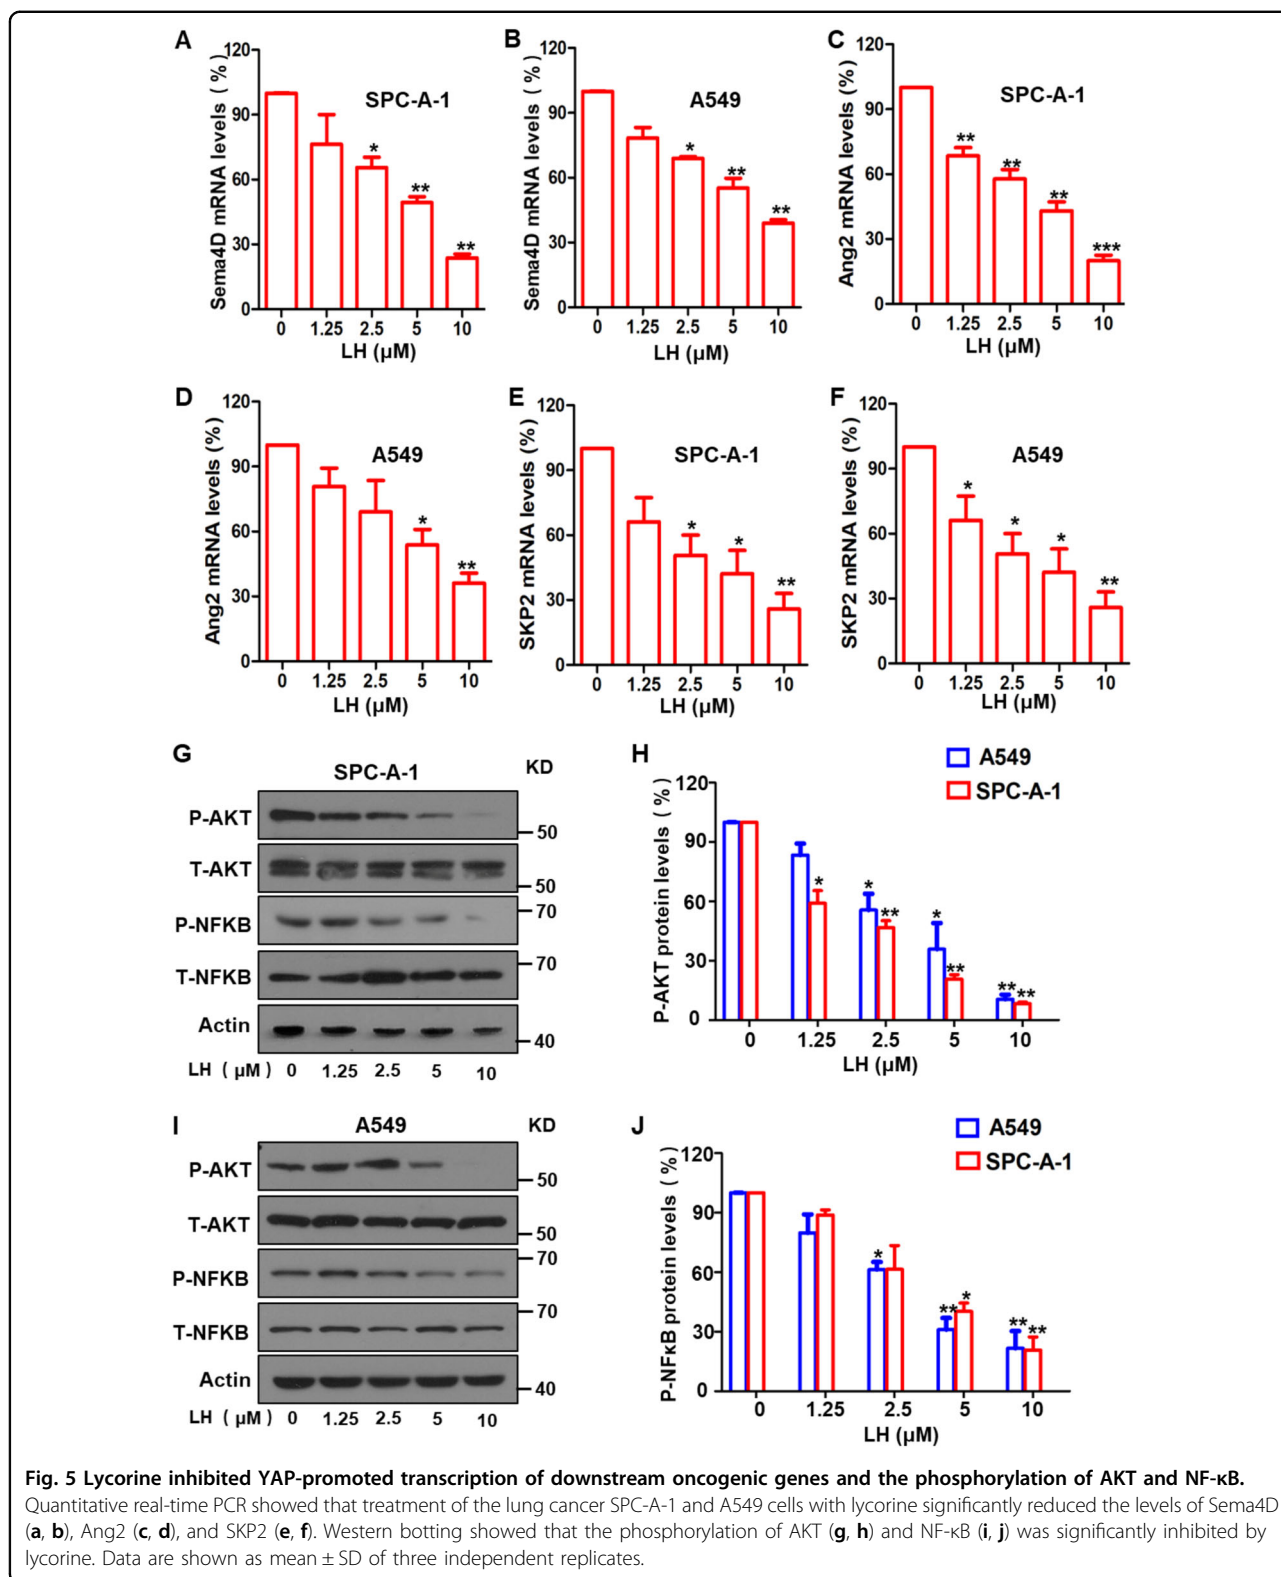 A
Sema4D mRNA levels (%)
120
90
60
30
0
SPC-A-1
*
**
**
0 1.25 2.5 5 10
LH (μM)
B
Sema4D mRNA levels (%)
120
90
60
30
0
A549
*
**
**
0 1.25 2.5 5 10
LH (μM)
C
Ang2 mRNA levels (%)
120
90
60
30
0
SPC-A-1
**
**
**
***
0 1.25 2.5 5 10
LH (μM)
D
Ang2 mRNA levels (%)
120
90
60
30
0
A549
*
**
0 1.25 2.5 5 10
LH (μM)
E
SKP2 mRNA levels (%)
120
90
60
30
0
SPC-A-1
*
*
**
0 1.25 2.5 5 10
LH (μM)
F
SKP2 mRNA levels (%)
120
90
60
30
0
A549
*
*
*
**
0 1.25 2.5 5 10
LH (μM)
G
SPC-A-1 KD
P-AKT 50
T-AKT 50
P-NFKB 70
T-NFKB 70
Actin 40
LH ( μM) 0 1.25 2.5 5 10
H
A549
SPC-A-1
P-AKT protein levels (%)
120
90
60
30
0
* * ** * ** ** **
0 1.25 2.5 5 10
LH (μM)
I
A549 KD
P-AKT 50
T-AKT 50
P-NFKB 70
T-NFKB 70
Actin 40
LH ( μM) 0 1.25 2.5 5 10
J
A549
SPC-A-1
P-NFκB protein levels (%)
120
90
60
30
0
* ** * ** **
0 1.25 2.5 5 10
LH (μM)
Fig. 5 Lycorine inhibited YAP-promoted transcription of downstream oncogenic genes and the phosphorylation of AKT and NF-κB.
Quantitative real-time PCR showed that treatment of the lung cancer SPC-A-1 and A549 cells with lycorine significantly reduced the levels of Sema4D
(a, b), Ang2 (c, d), and SKP2 (e, f). Western botting showed that the phosphorylation of AKT (g, h) and NF-κB (i, j) was significantly inhibited by
lycorine. Data are shown as mean ± SD of three independent replicates.